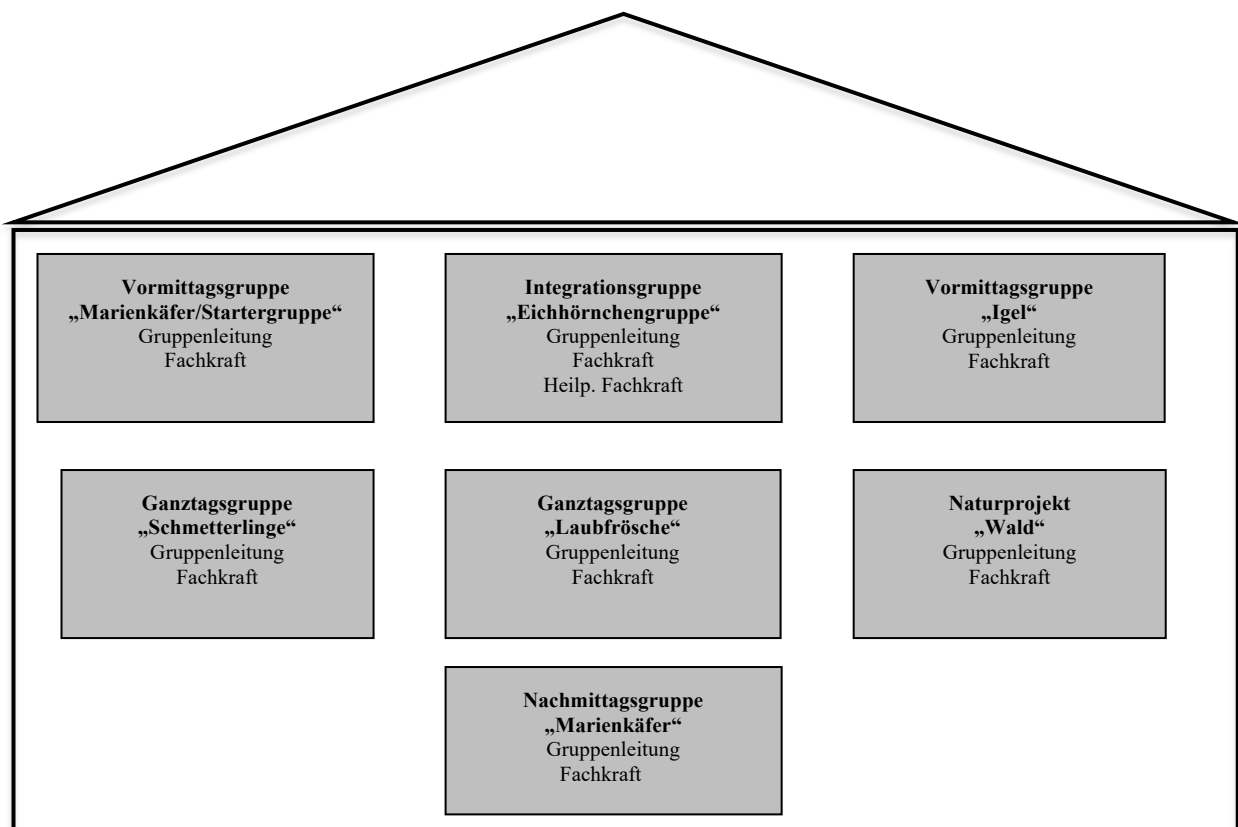 Vormittagsgruppe
„Marienkäfer/Startergruppe“
Gruppenleitung
Fachkraft
Integrationsgruppe
„Eichhörnchengruppe“
Gruppenleitung
Fachkraft
Heilp. Fachkraft
Vormittagsgruppe
„Igel“
Gruppenleitung
Fachkraft
Ganztagsgruppe
„Schmetterlinge“
Gruppenleitung
Fachkraft
Ganztagsgruppe
„Laubfrösche“
Gruppenleitung
Fachkraft
Naturprojekt
„Wald“
Gruppenleitung
Fachkraft
Nachmittagsgruppe
„Marienkäfer“
Gruppenleitung
Fachkraft